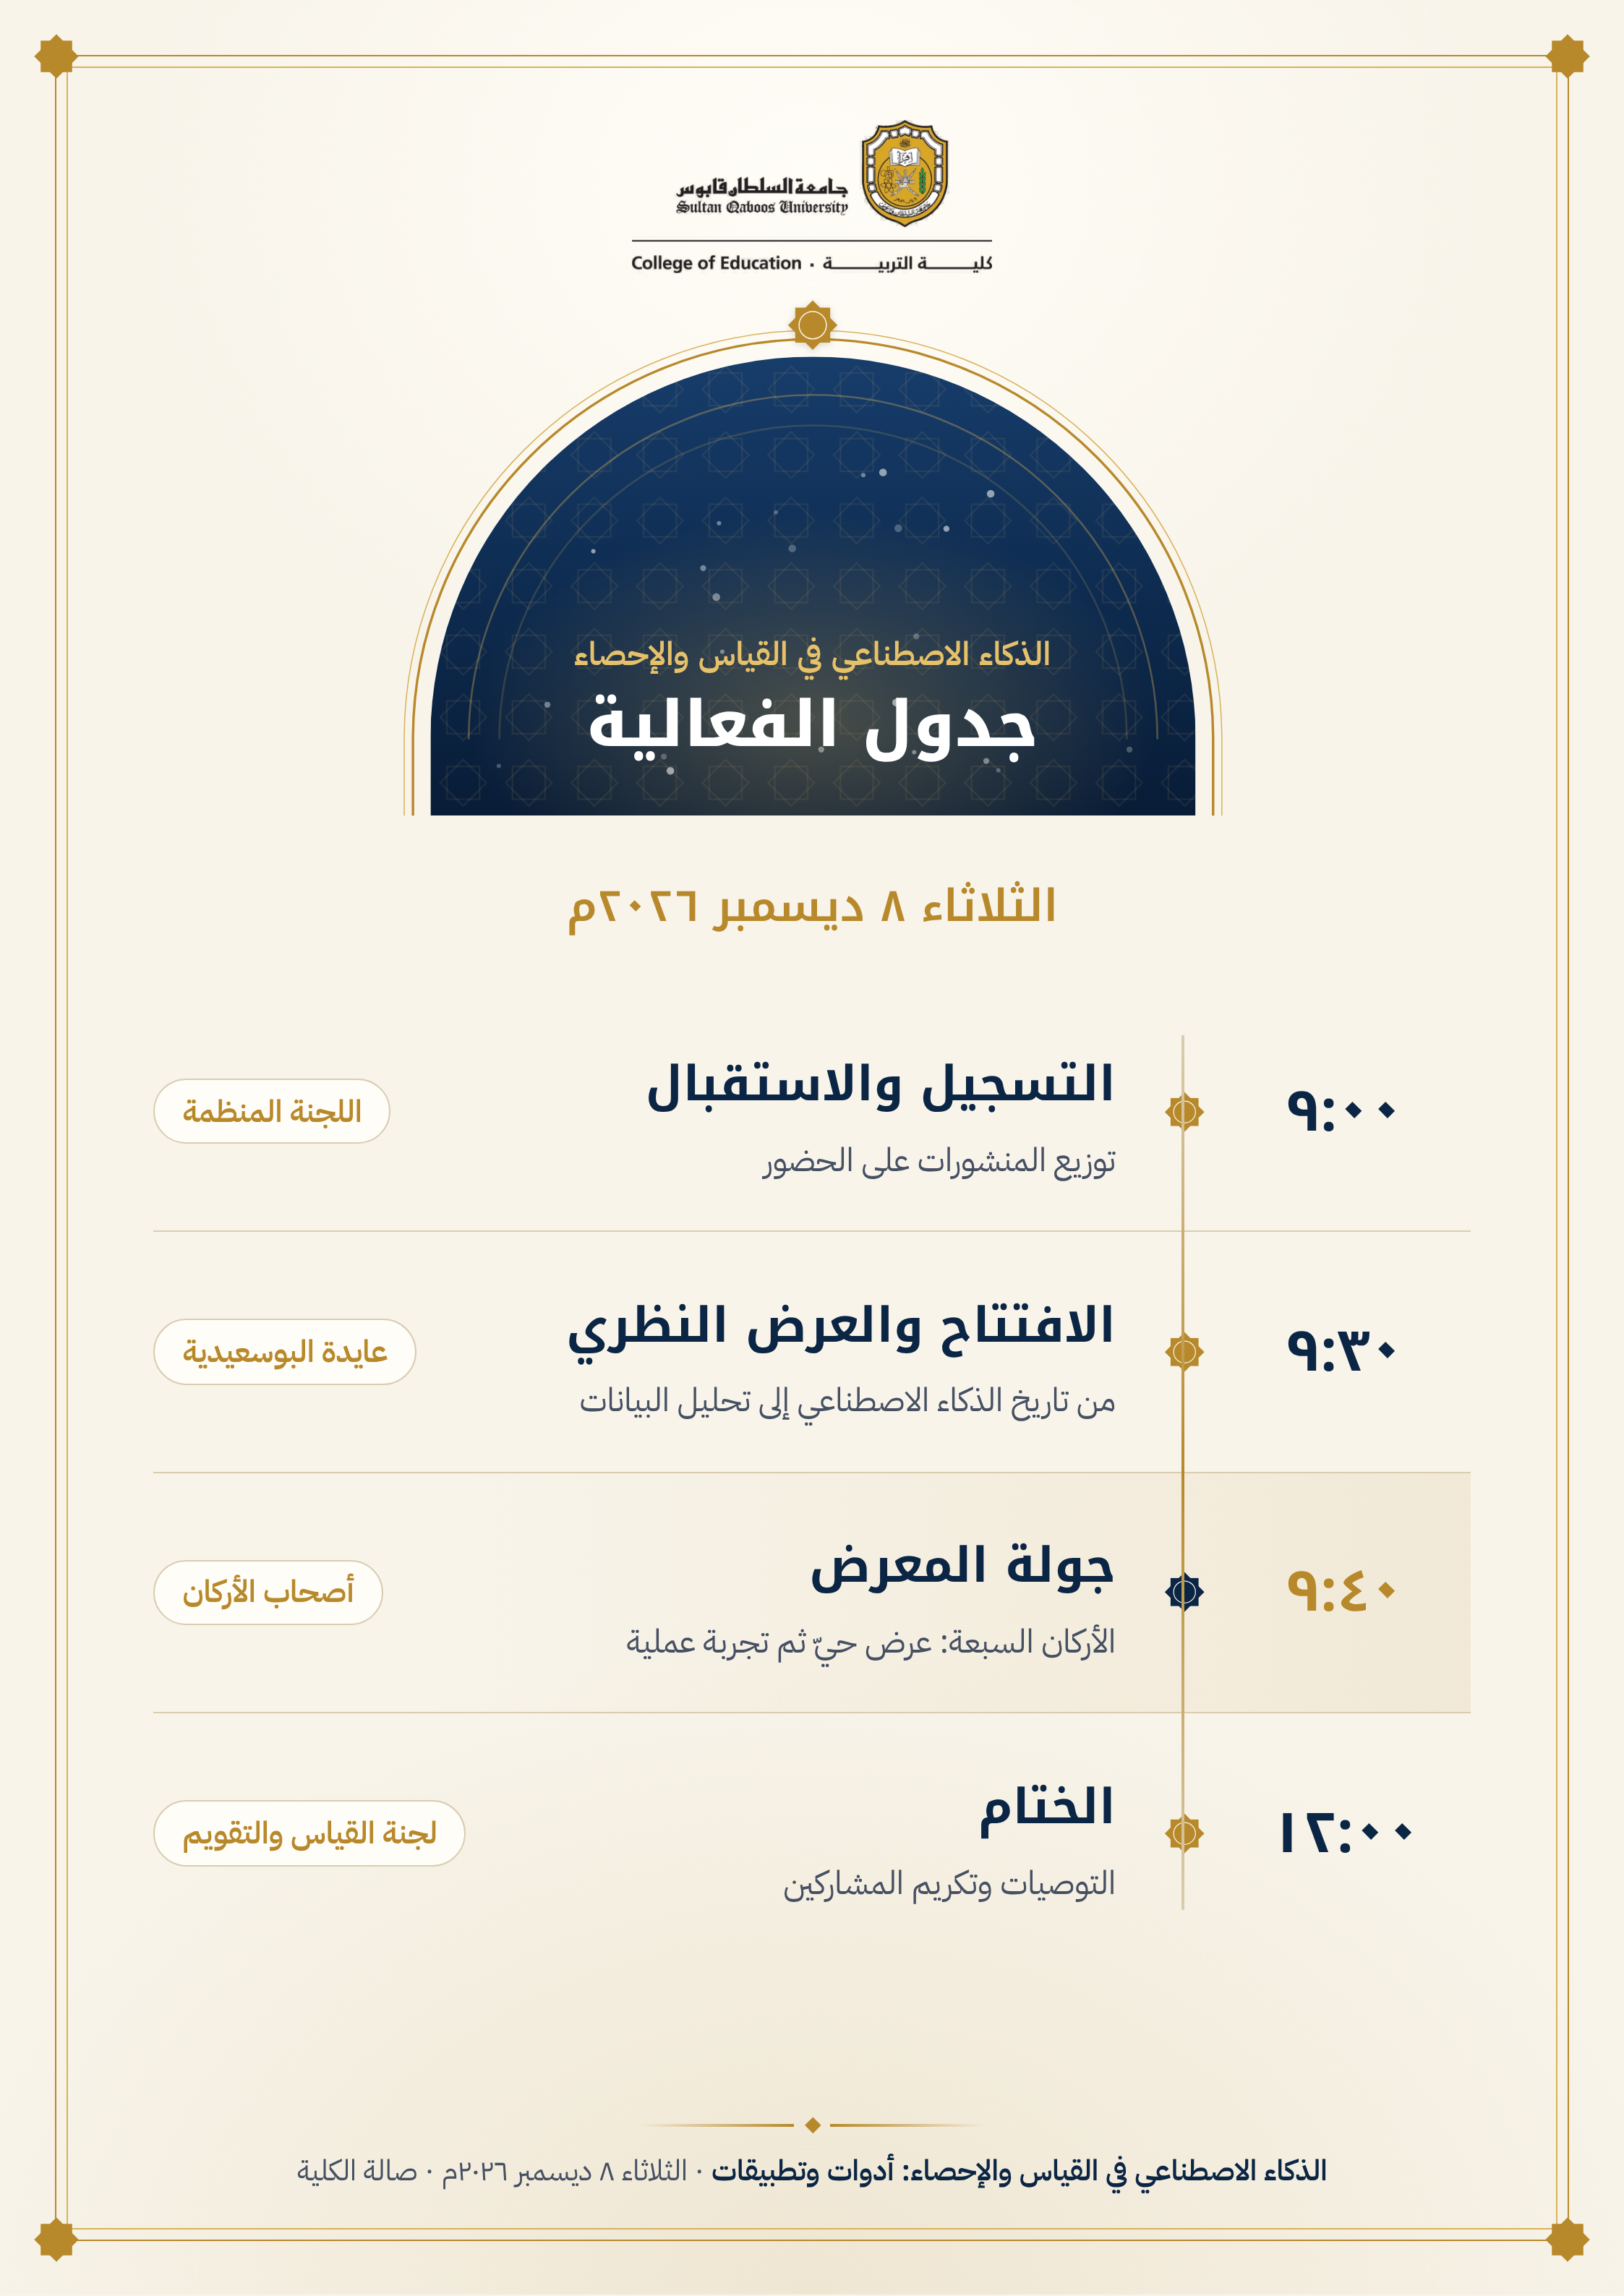 جامعة السلطان قابوس
Sultan Qaboos University
كليــــــة التربيــــــة · College of Education
الذكاء الاصطناعي في القياس والإحصاء
جدول الفعالية
الثلاثاء ٨ ديسمبر ٢٠٢٦م
٩:٠٠
التسجيل والاستقبال
توزيع المنشورات على الحضور
اللجنة المنظمة
٩:٣٠
الافتتاح والعرض النظري
من تاريخ الذكاء الاصطناعي إلى تحليل البيانات
عايدة البوسعيدية
٩:٤٠
جولة المعرض
الأركان السبعة: عرض حيّ ثم تجربة عملية
أصحاب الأركان
١٢:٠٠
الختام
التوصيات وتكريم المشاركين
لجنة القياس والتقويم
الذكاء الاصطناعي في القياس والإحصاء: أدوات وتطبيقات · الثلاثاء ٨ ديسمبر ٢٠٢٦م · صالة الكلية